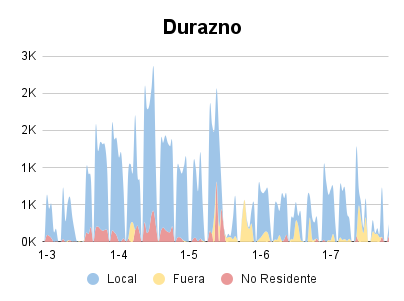 Durazno
3K
2K
2K
1K
1K
0K
1-3
1-4
1-5
1-6
1-7
Local Fuera No Residente